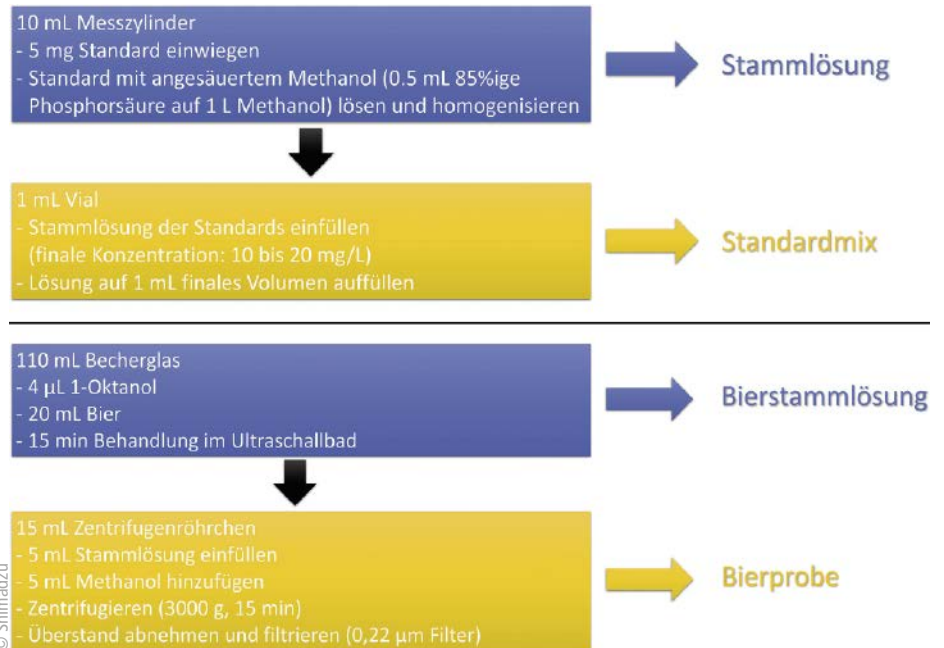 10 mL Messzylinder
- 5 mg Standard einwiegen
- Standard mit angesäuertem Methanol (0.5 mL 85%ige
Phosphorsäure auf 1 L Methanol) lösen und homogenisieren
Stammlösung
1 mL Vial
- Stammlösung der Standards einfüllen
(finale Konzentration: 10 bis 20 mg/L)
- Lösung auf 1 mL finales Volumen auffüllen
Standardmix
110 mL Becherglas
- 4 µL 1-Oktanol
- 20 mL Bier
- 15 min Behandlung im Ultraschallbad
Bierstammlösung
15 mL Zentrifugenröhrchen
- 5 mL Stammlösung einfüllen
- 5 mL Methanol hinzufügen
- Zentrifugieren (3000 g, 15 min)
- Überstand abnehmen und filtrieren (0,22 µm Filter)
Bierprobe
© Shimadzu